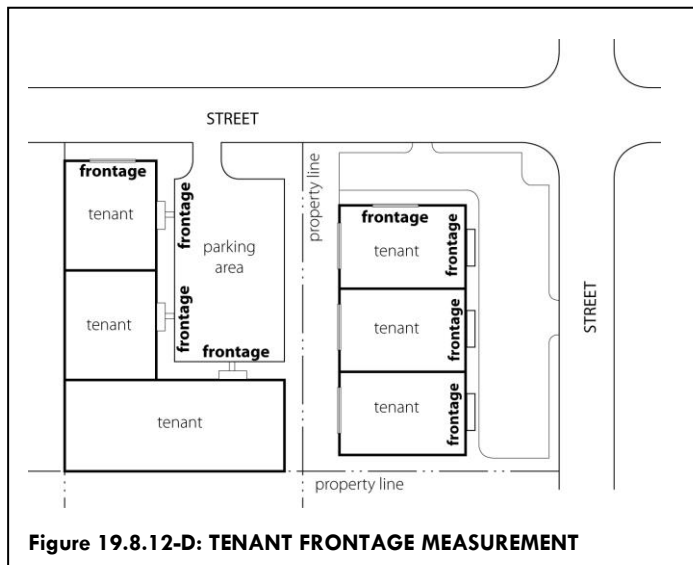 STREET
frontage
tenant
frontage
parking
area
tenant
frontage
frontage
tenant
property line
frontage
tenant
frontage
tenant
frontage
tenant
frontage
STREET
property line
Figure 19.8.12-D: TENANT FRONTAGE MEASUREMENT